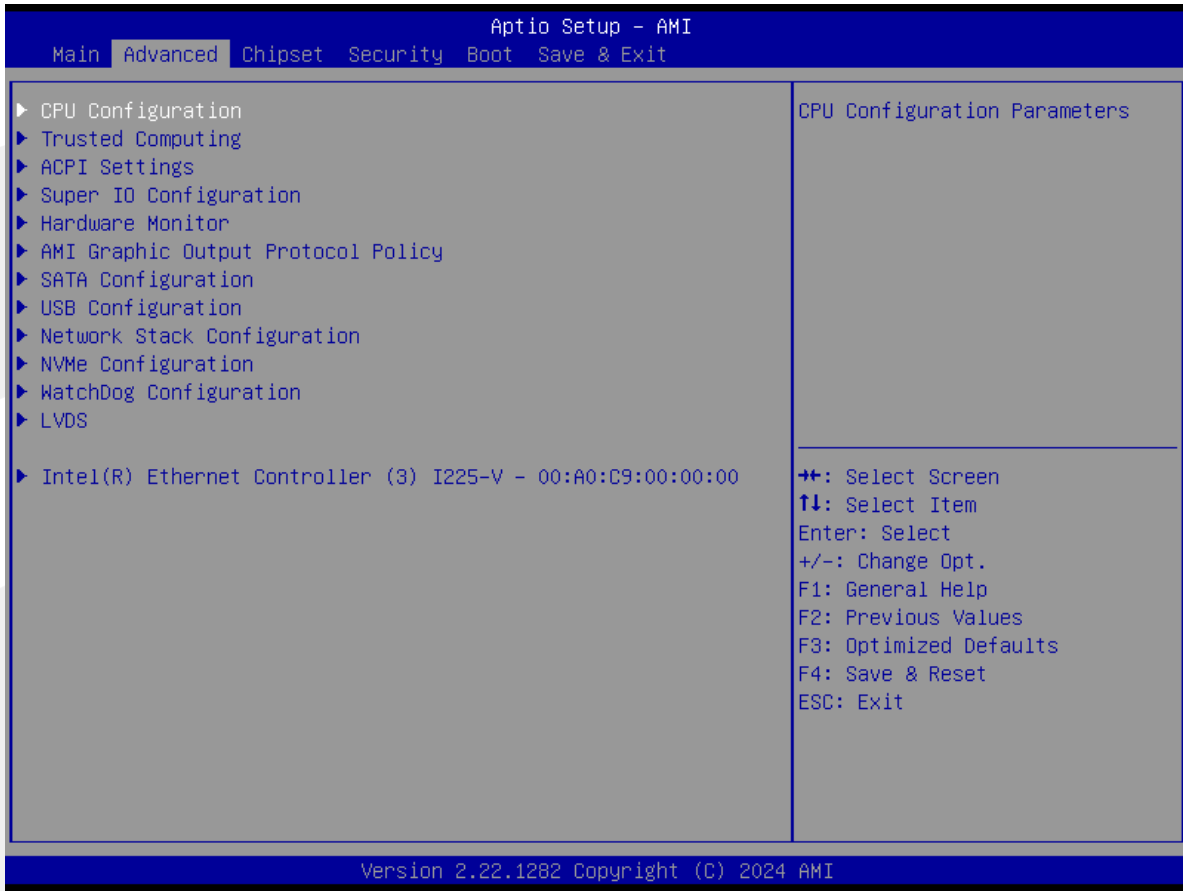 Aptio Setup – AMI
Main Advanced Chipset Security Boot Save & Exit
▶ CPU Configuration
▶ Trusted Computing
▶ ACPI Settings
▶ Super IO Configuration
▶ Hardware Monitor
▶ AMI Graphic Output Protocol Policy
▶ SATA Configuration
▶ USB Configuration
▶ Network Stack Configuration
▶ NVMe Configuration
▶ WatchDog Configuration
▶ LVDS
▶ Intel(R) Ethernet Controller (3) I225-V – 00:A0:C9:00:00:00
CPU Configuration Parameters
→←: Select Screen
↑↓: Select Item
Enter: Select
+/-: Change Opt.
F1: General Help
F2: Previous Values
F3: Optimized Defaults
F4: Save & Reset
ESC: Exit
Version 2.22.1282 Copyright (C) 2024 AMI